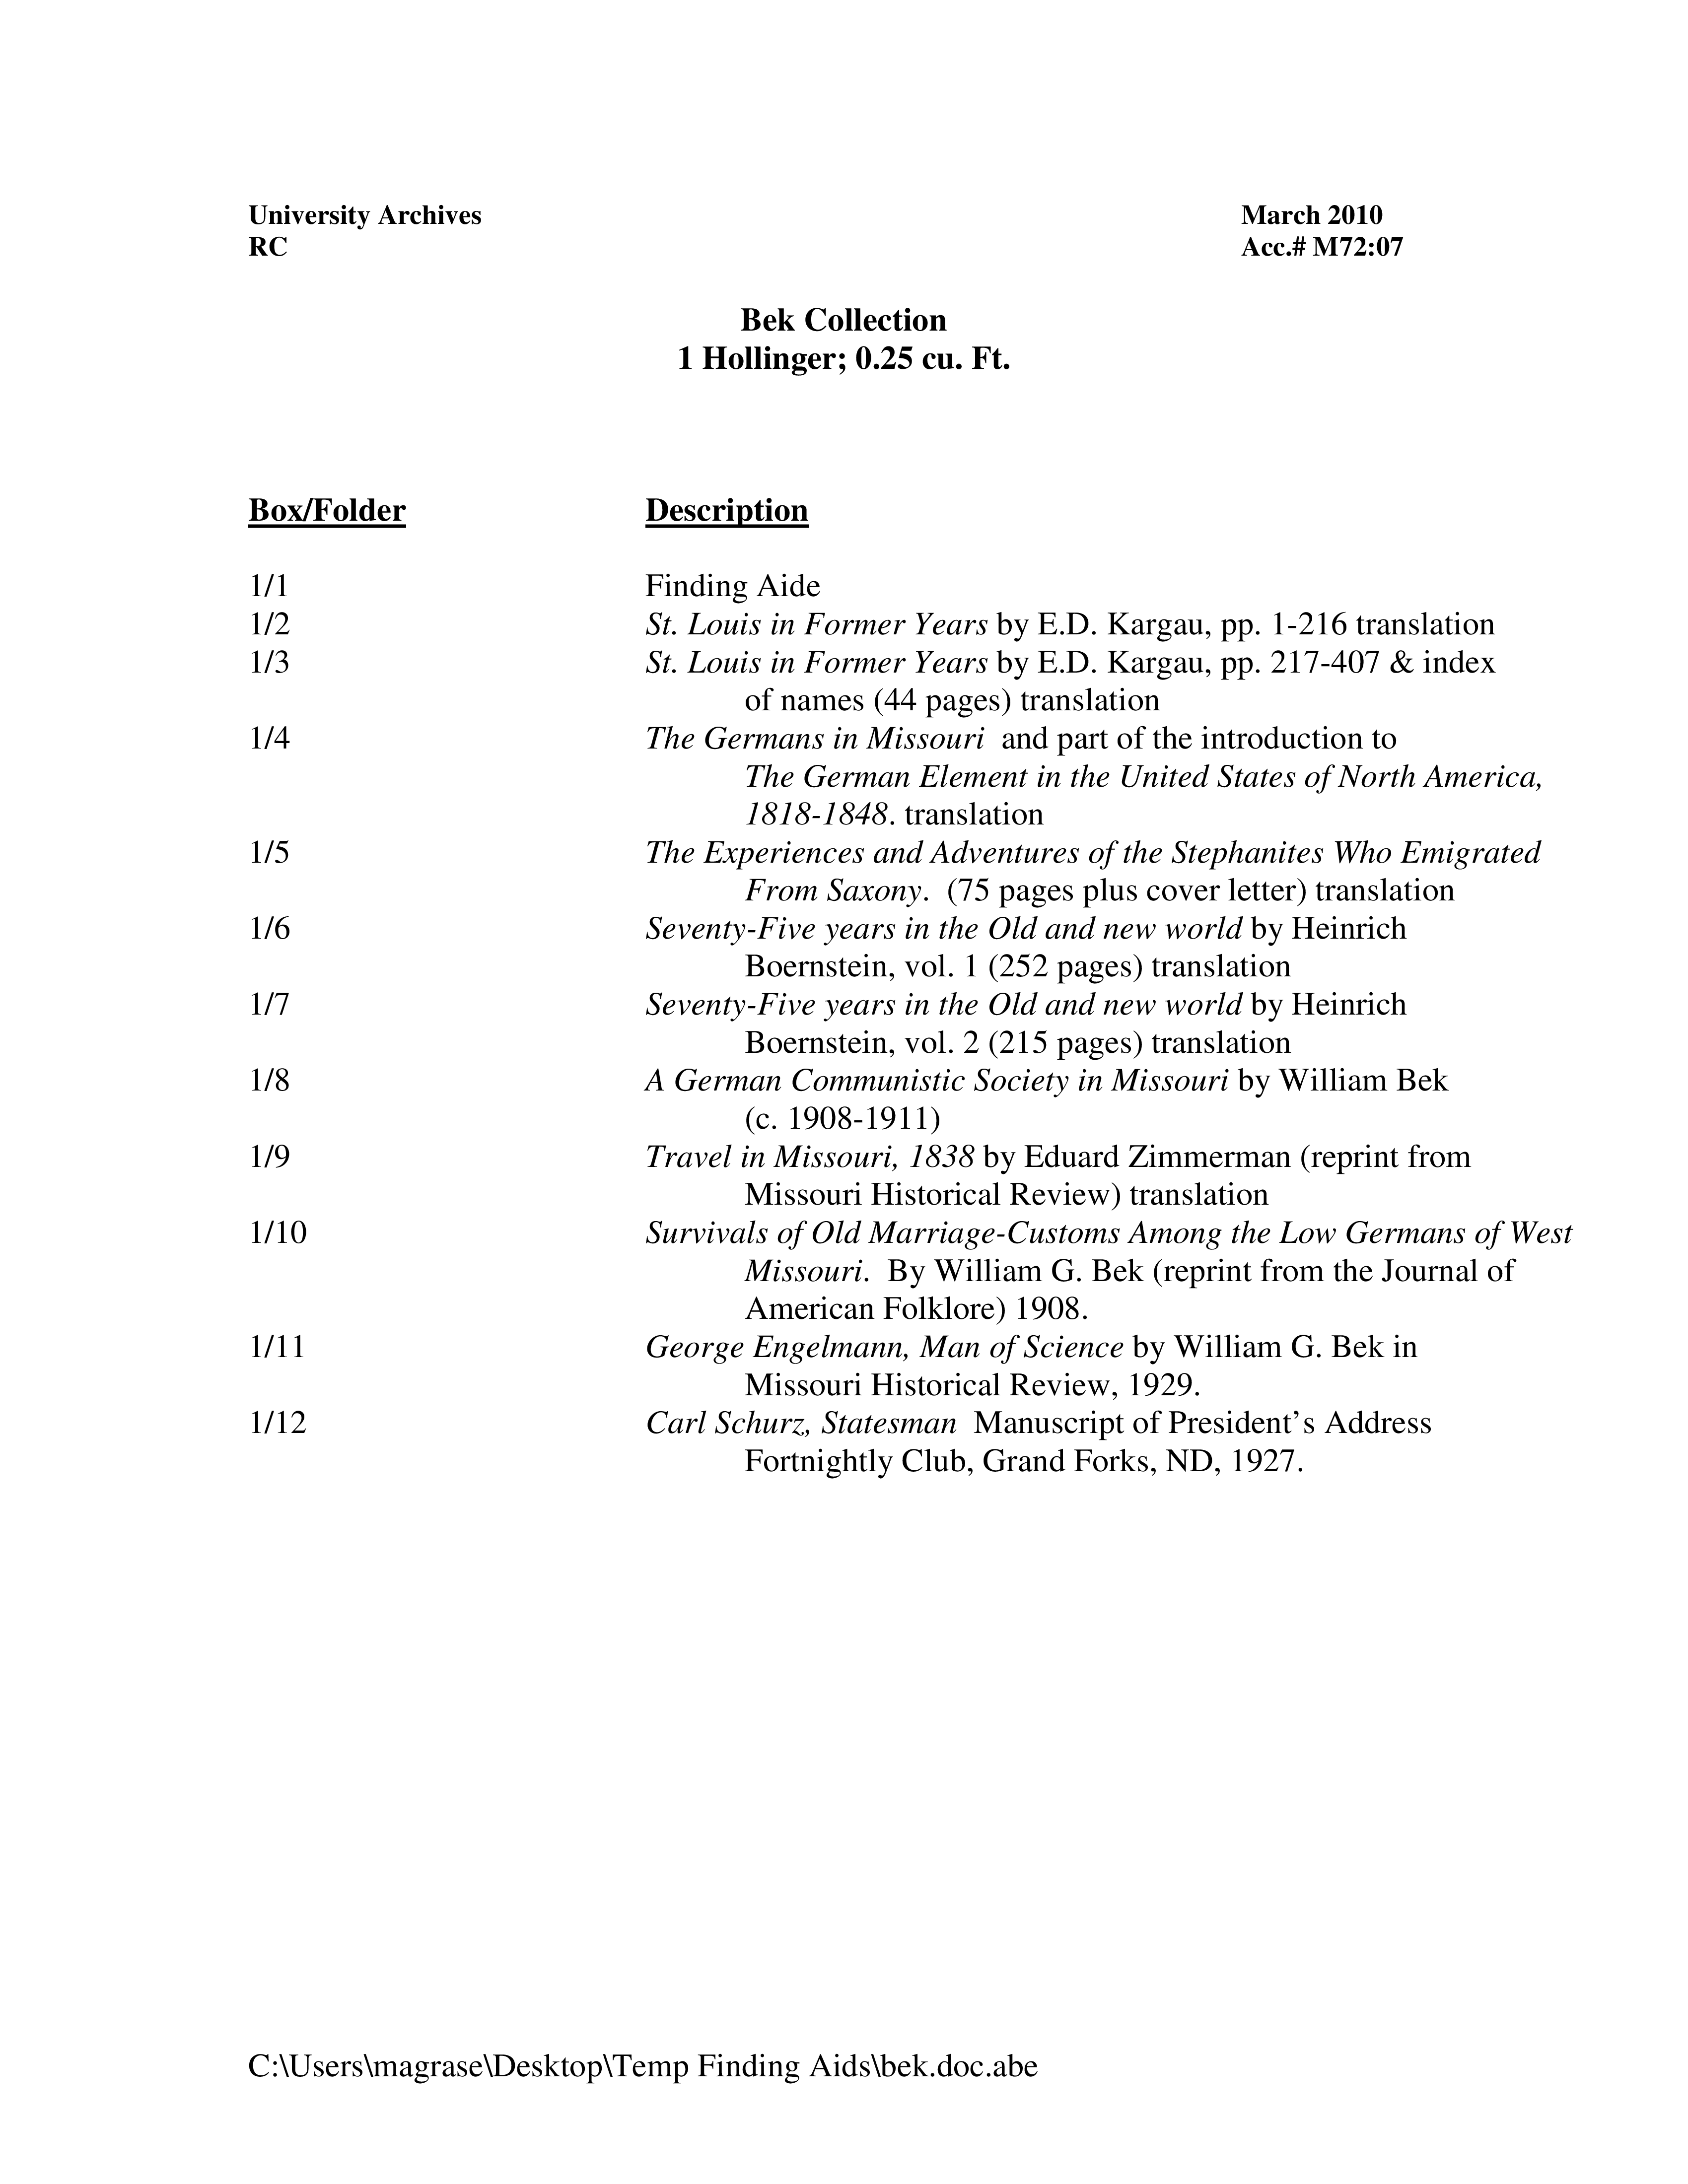 University Archives March 2010
RC Acc.# M72:07
Bek Collection
1 Hollinger; 0.25 cu. Ft.
Box/Folder Description
1/1 Finding Aide
1/2 St. Louis in Former Years by E.D. Kargau, pp. 1-216 translation
1/3 St. Louis in Former Years by E.D. Kargau, pp. 217-407 & index
of names (44 pages) translation
1/4 The Germans in Missouri and part of the introduction to
The German Element in the United States of North America,
1818-1848. translation
1/5 The Experiences and Adventures of the Stephanites Who Emigrated
From Saxony. (75 pages plus cover letter) translation
1/6 Seventy-Five years in the Old and new world by Heinrich
Boernstein, vol. 1 (252 pages) translation
1/7 Seventy-Five years in the Old and new world by Heinrich
Boernstein, vol. 2 (215 pages) translation
1/8 A German Communistic Society in Missouri by William Bek
(c. 1908-1911)
1/9 Travel in Missouri, 1838 by Eduard Zimmerman (reprint from
Missouri Historical Review) translation
1/10 Survivals of Old Marriage-Customs Among the Low Germans of West
Missouri. By William G. Bek (reprint from the Journal of
American Folklore) 1908.
1/11 George Engelmann, Man of Science by William G. Bek in
Missouri Historical Review, 1929.
1/12 Carl Schurz, Statesman Manuscript of President’s Address
Fortnightly Club, Grand Forks, ND, 1927.
C:\Users\magrase\Desktop\Temp Finding Aids\bek.doc.abe